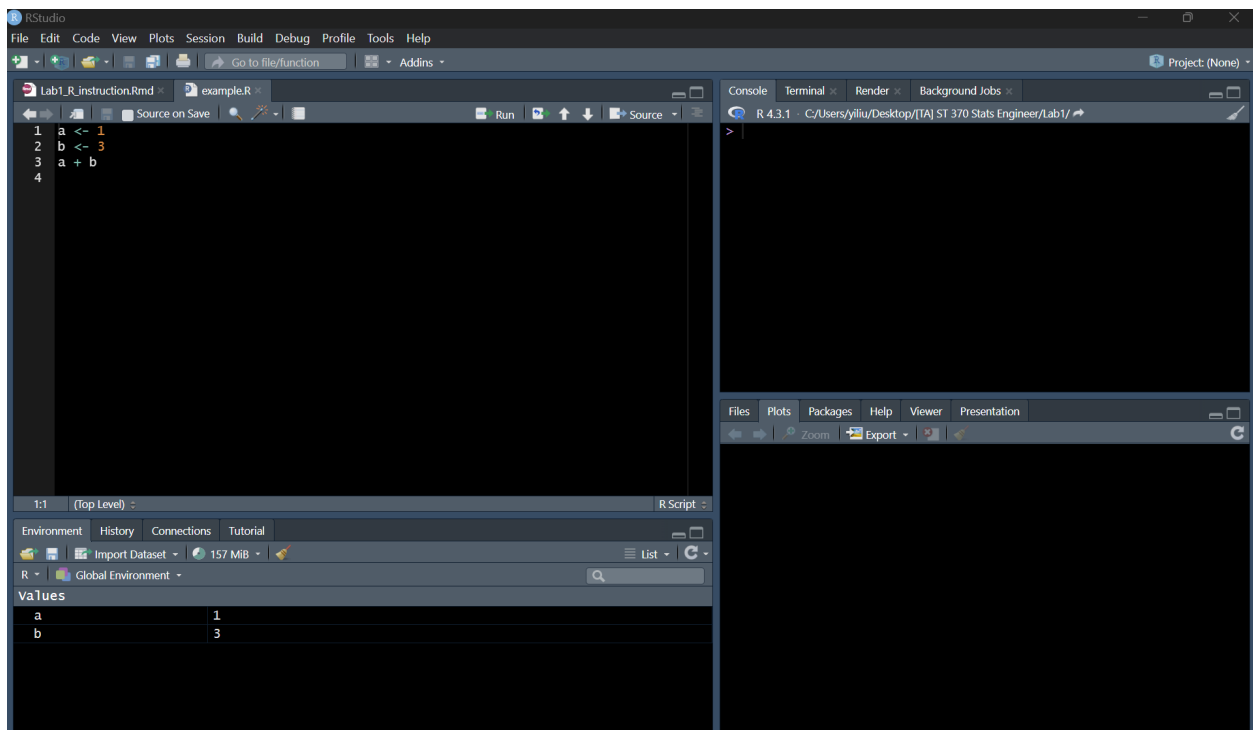 RStudio
File Edit Code View Plots Session Build Debug Profile Tools Help
Go to file/function Addins Project: (None)
Lab1_R_instruction.Rmd example.R
Source on Save Run Source
1 a <- 1
2 b <- 3
3 a + b
4
1:1 (Top Level) R Script
Environment History Connections Tutorial
Import Dataset 157 MiB List
R Global Environment
Values
a 1
b 3
Console Terminal Render Background Jobs
R 4.3.1 · C:/Users/yiliu/Desktop/[TA] ST 370 Stats Engineer/Lab1/
>
Files Plots Packages Help Viewer Presentation
Zoom Export